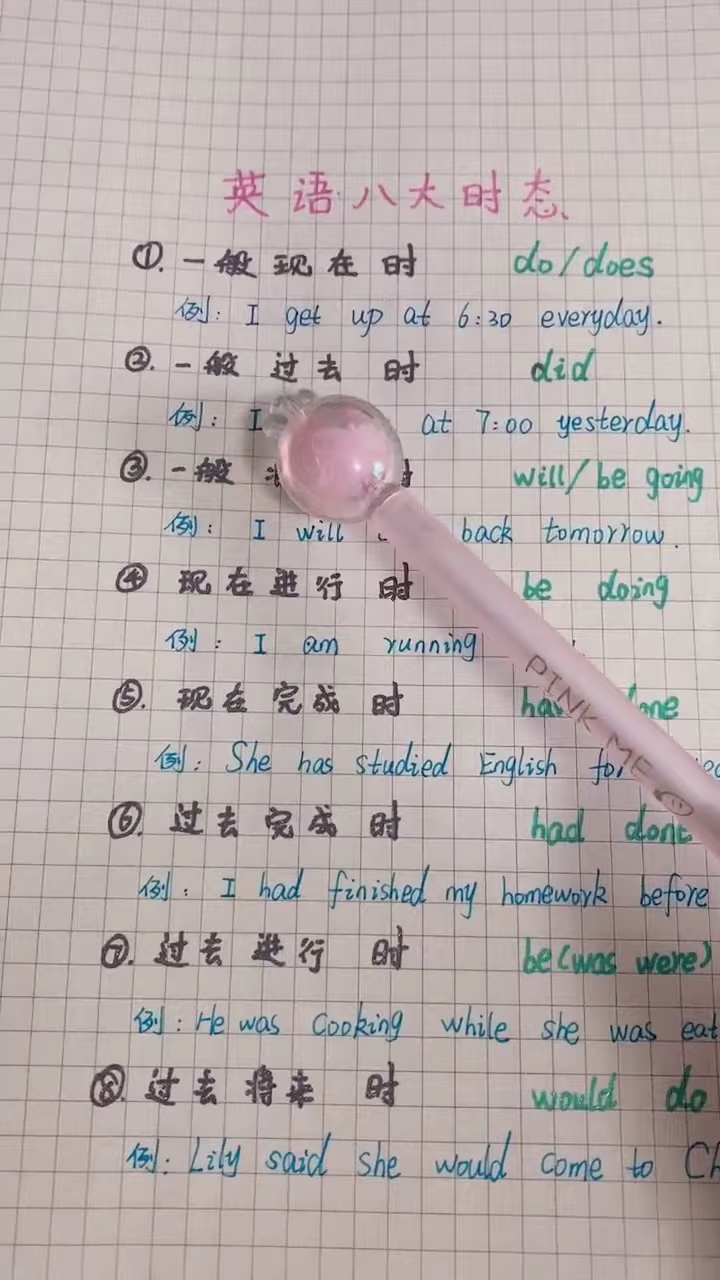 英语八大时态
①. 一般现在时 do/does
例: I get up at 6:30 everyday.
②. 一般过去时 did
例: I at 7:00 yesterday.
③. 一般 时 will/be going
例: I will back tomorrow.
④ 现在进行时 be doing
例: I am running
⑤. 现在完成时
例: She has studied English
⑥. 过去完成时 had done
例: I had finished my homework before
⑦. 过去进行时 be(was were)
例: He was cooking while she was
⑧. 过去将来时 would do
例: Lily said she would come to
PINK ME